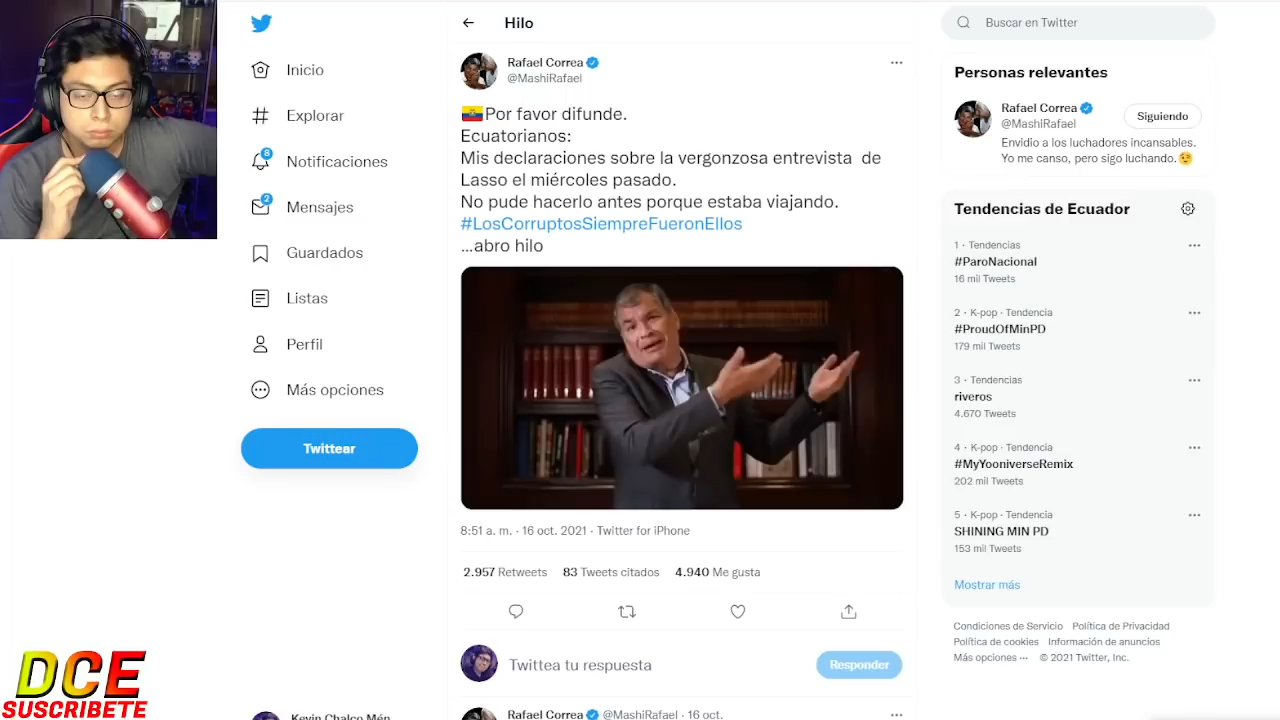 Inicio
Explorar
8
Notificaciones
2
Mensajes
Guardados
Listas
Perfil
Más opciones
Twittear
Kevin Chalco Mén
DCE
SUSCRIBETE
Hilo
Rafael Correa
@MashiRafael
Por favor difunde.
Ecuatorianos:
Mis declaraciones sobre la vergonzosa entrevista de
Lasso el miércoles pasado.
No pude hacerlo antes porque estaba viajando.
#LosCorruptosSiempreFueronEllos
...abro hilo
8:51 a. m. · 16 oct. 2021 · Twitter for iPhone
2.957 Retweets 83 Tweets citados 4.940 Me gusta
Twittea tu respuesta
Responder
Rafael Correa @MashiRafael · 16 oct.
Buscar en Twitter
Personas relevantes
Rafael Correa
@MashiRafael
Siguiendo
Envidio a los luchadores incansables.
Yo me canso, pero sigo luchando.😉
Tendencias de Ecuador
1 · Tendencias
#ParoNacional
16 mil Tweets
2 · K-pop · Tendencia
#ProudOfMinPD
179 mil Tweets
3 · Tendencias
riveros
4.670 Tweets
4 · K-pop · Tendencia
#MyYooniverseRemix
202 mil Tweets
5 · K-pop · Tendencia
SHINING MIN PD
153 mil Tweets
Mostrar más
Condiciones de Servicio Política de Privacidad
Política de cookies Información de anuncios
Más opciones ··· © 2021 Twitter, Inc.